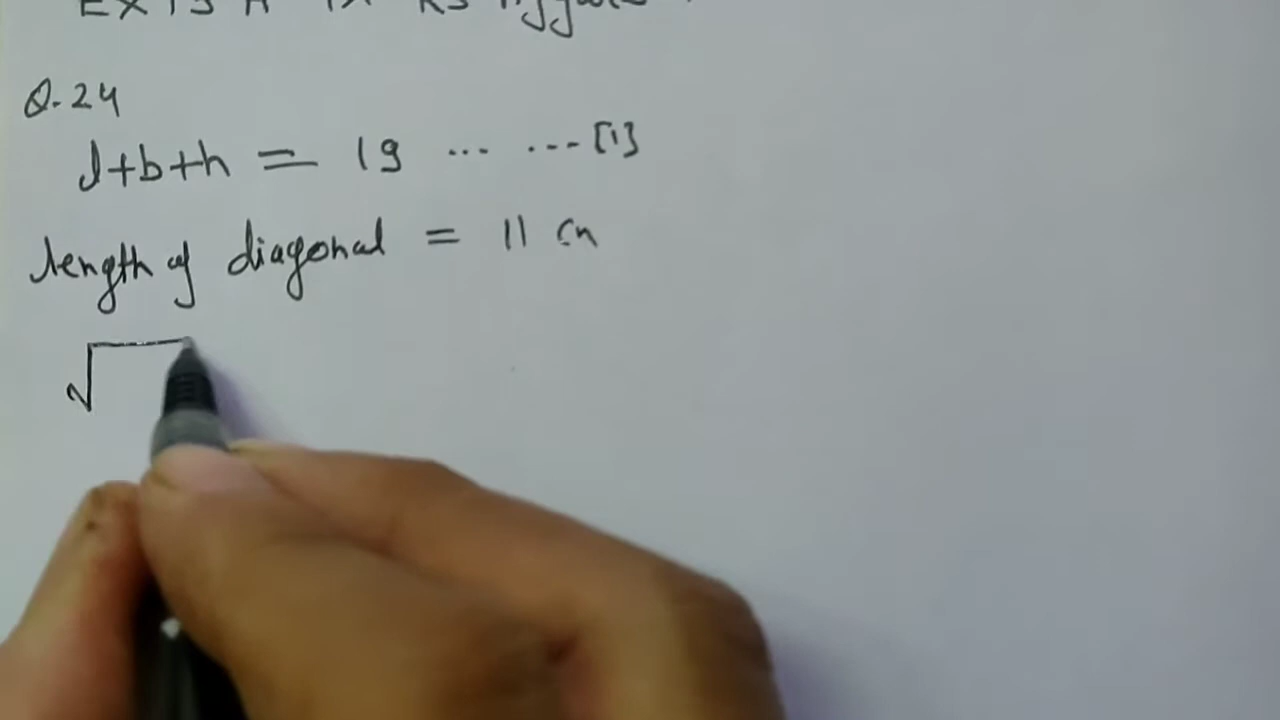 Q.24
l+b+h = 19 ... ... [1]
length of diagonal = 11 cm
√